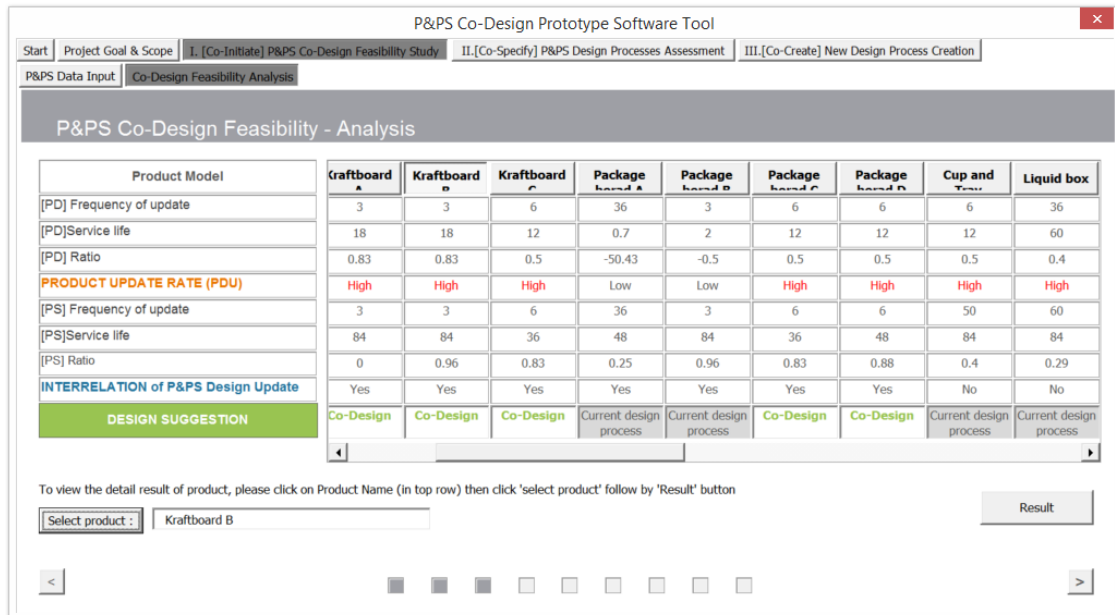 P&PS Co-Design Prototype Software Tool
Start Project Goal & Scope I. [Co-Initiate] P&PS Co-Design Feasibility Study II.[Co-Specify] P&PS Design Processes Assessment III.[Co-Create] New Design Process Creation
P&PS Data Input Co-Design Feasibility Analysis
P&PS Co-Design Feasibility - Analysis
Product Model Kraftboard A Kraftboard B Kraftboard C Package borad A Package borad B Package borad C Package borad D Cup and Tray Liquid box
[PD] Frequency of update 3 3 6 36 3 6 6 6 36
[PD]Service life 18 18 12 0.7 2 12 12 12 60
[PD] Ratio 0.83 0.83 0.5 -50.43 -0.5 0.5 0.5 0.5 0.4
PRODUCT UPDATE RATE (PDU) High High High Low Low High High High High
[PS] Frequency of update 3 3 6 36 3 6 6 50 60
[PS]Service life 84 84 36 48 84 36 48 84 84
[PS] Ratio 0 0.96 0.83 0.25 0.96 0.83 0.88 0.4 0.29
INTERRELATION of P&PS Design Update Yes Yes Yes Yes Yes Yes Yes No No
DESIGN SUGGESTION Co-Design Co-Design Co-Design Current design process Current design process Co-Design Co-Design Current design process Current design process
To view the detail result of product, please click on Product Name (in top row) then click 'select product' follow by 'Result' button
Select product : Kraftboard B
Result
< >